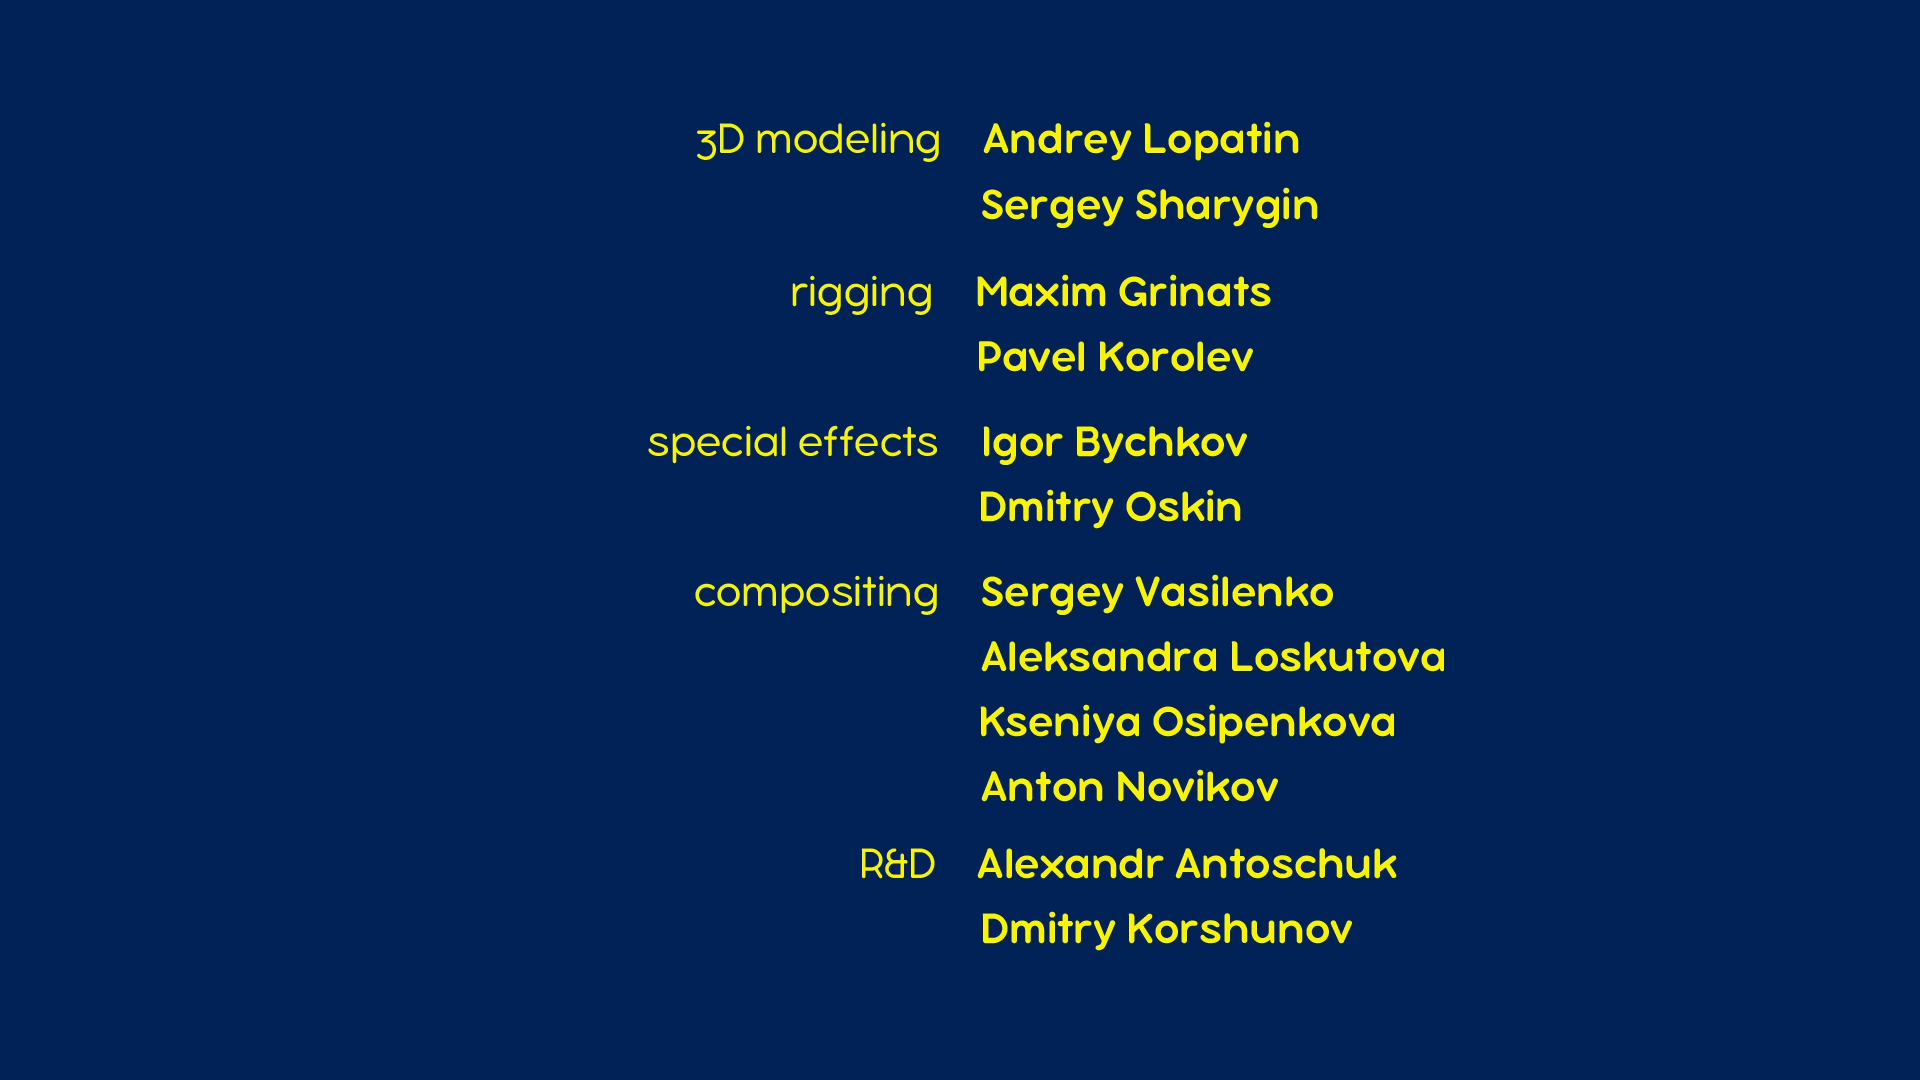 3D modeling Andrey Lopatin
Sergey Sharygin
rigging Maxim Grinats
Pavel Korolev
special effects Igor Bychkov
Dmitry Oskin
compositing Sergey Vasilenko
Aleksandra Loskutova
Kseniya Osipenkova
Anton Novikov
R&D Alexandr Antoschuk
Dmitry Korshunov